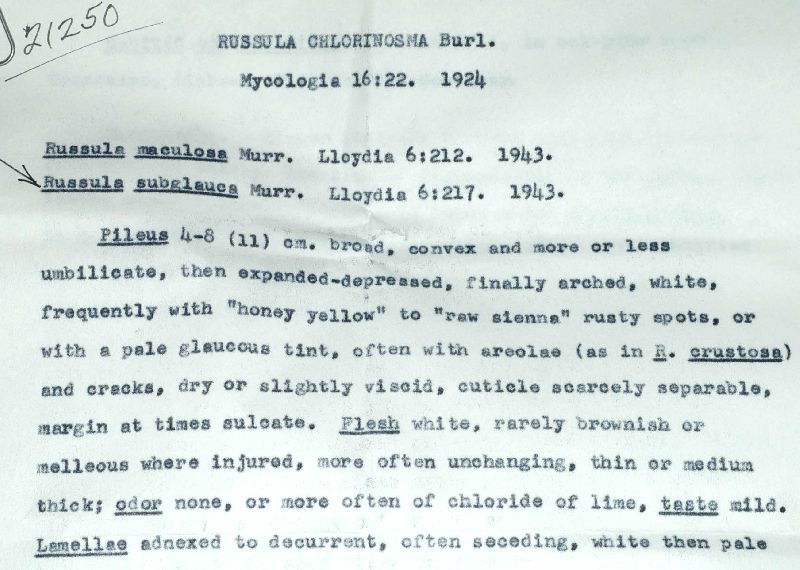 21250
RUSSULA CHLORINOSMA Burl.
Mycologia 16:22. 1924
Russula maculosa Murr. Lloydia 6:212. 1943.
Russula subglauca Murr. Lloydia 6:217. 1943.
Pileus 4-8 (11) cm. broad, convex and more or less
umbilicate, then expanded-depressed, finally arched, white,
frequently with "honey yellow" to "raw sienna" rusty spots, or
with a pale glaucous tint, often with areolae (as in R. crustosa)
and cracks, dry or slightly viscid, cuticle scarcely separable,
margin at times sulcate. Flesh white, rarely brownish or
melleous where injured, more often unchanging, thin or medium
thick; odor none, or more often of chloride of lime, taste mild.
Lamellae adnexed to decurrent, often seceding, white then pale